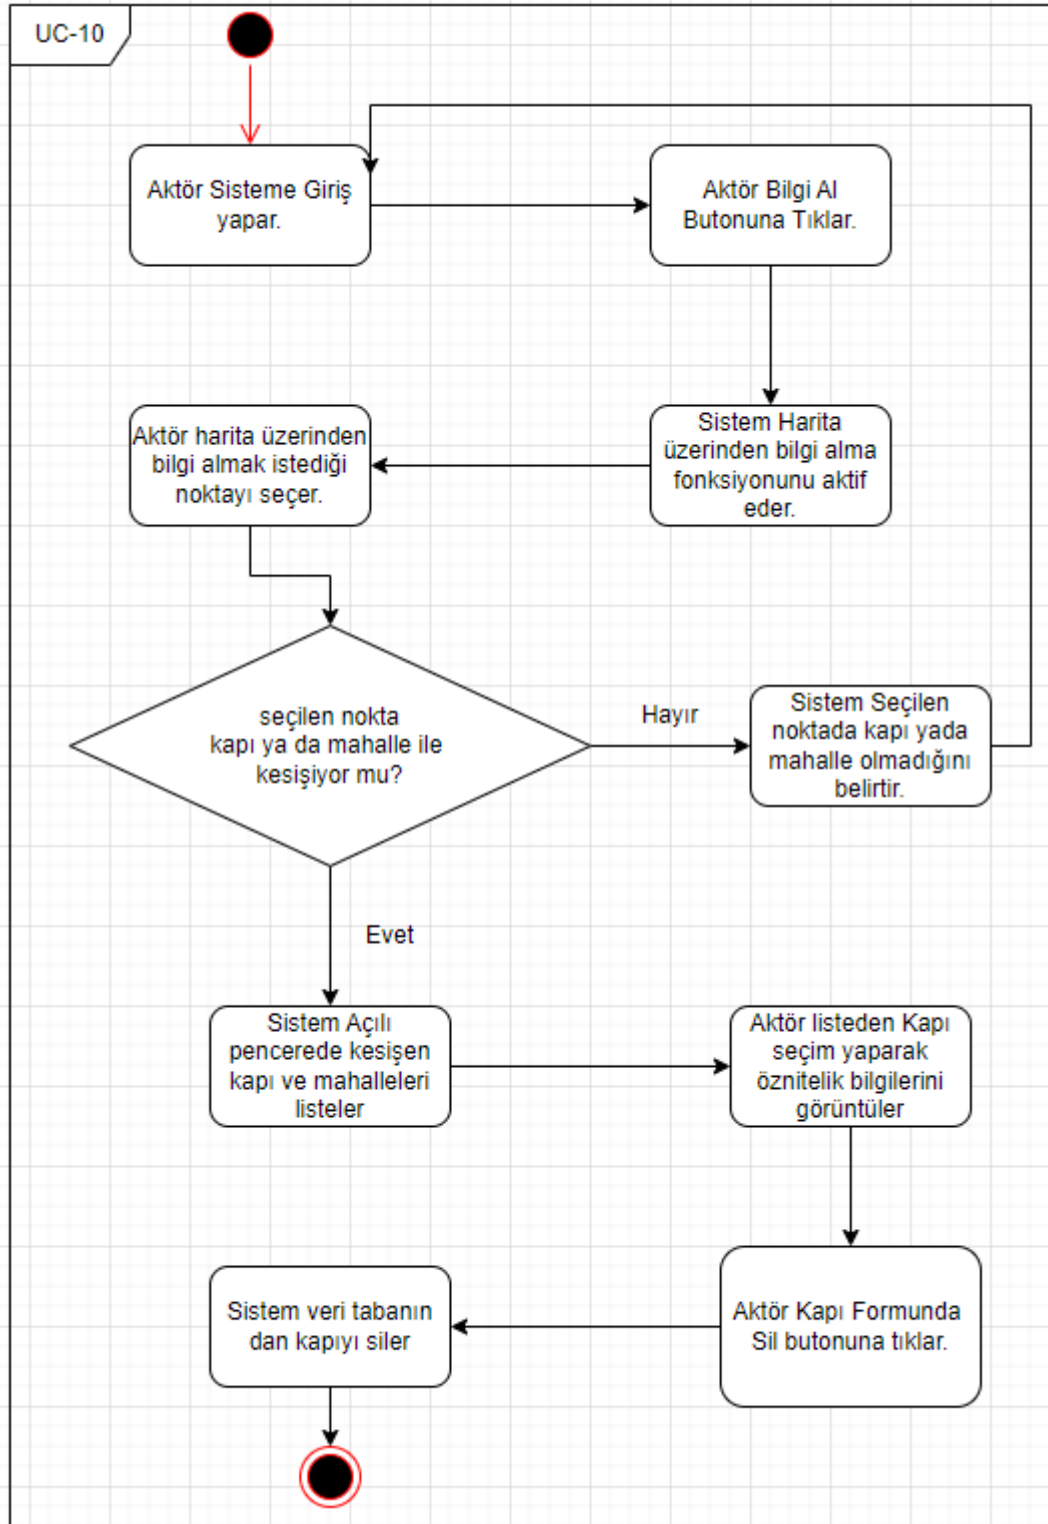 UC-10
Aktör Sisteme Giriş
yapar.
Aktör Bilgi Al
Butonuna Tıklar.
Aktör harita üzerinden
bilgi almak istediği
noktayı seçer.
Sistem Harita
üzerinden bilgi alma
fonksiyonunu aktif
eder.
seçilen nokta
kapı ya da mahalle ile
kesişiyor mu?
Hayır
Sistem Seçilen
noktada kapı yada
mahalle olmadığını
belirtir.
Evet
Sistem Açılı
pencerede kesişen
kapı ve mahalleleri
listeler
Aktör listeden Kapı
seçim yaparak
öznitelik bilgilerini
görüntüler
Sistem veri tabanın
dan kapıyı siler
Aktör Kapı Formunda
Sil butonuna tıklar.